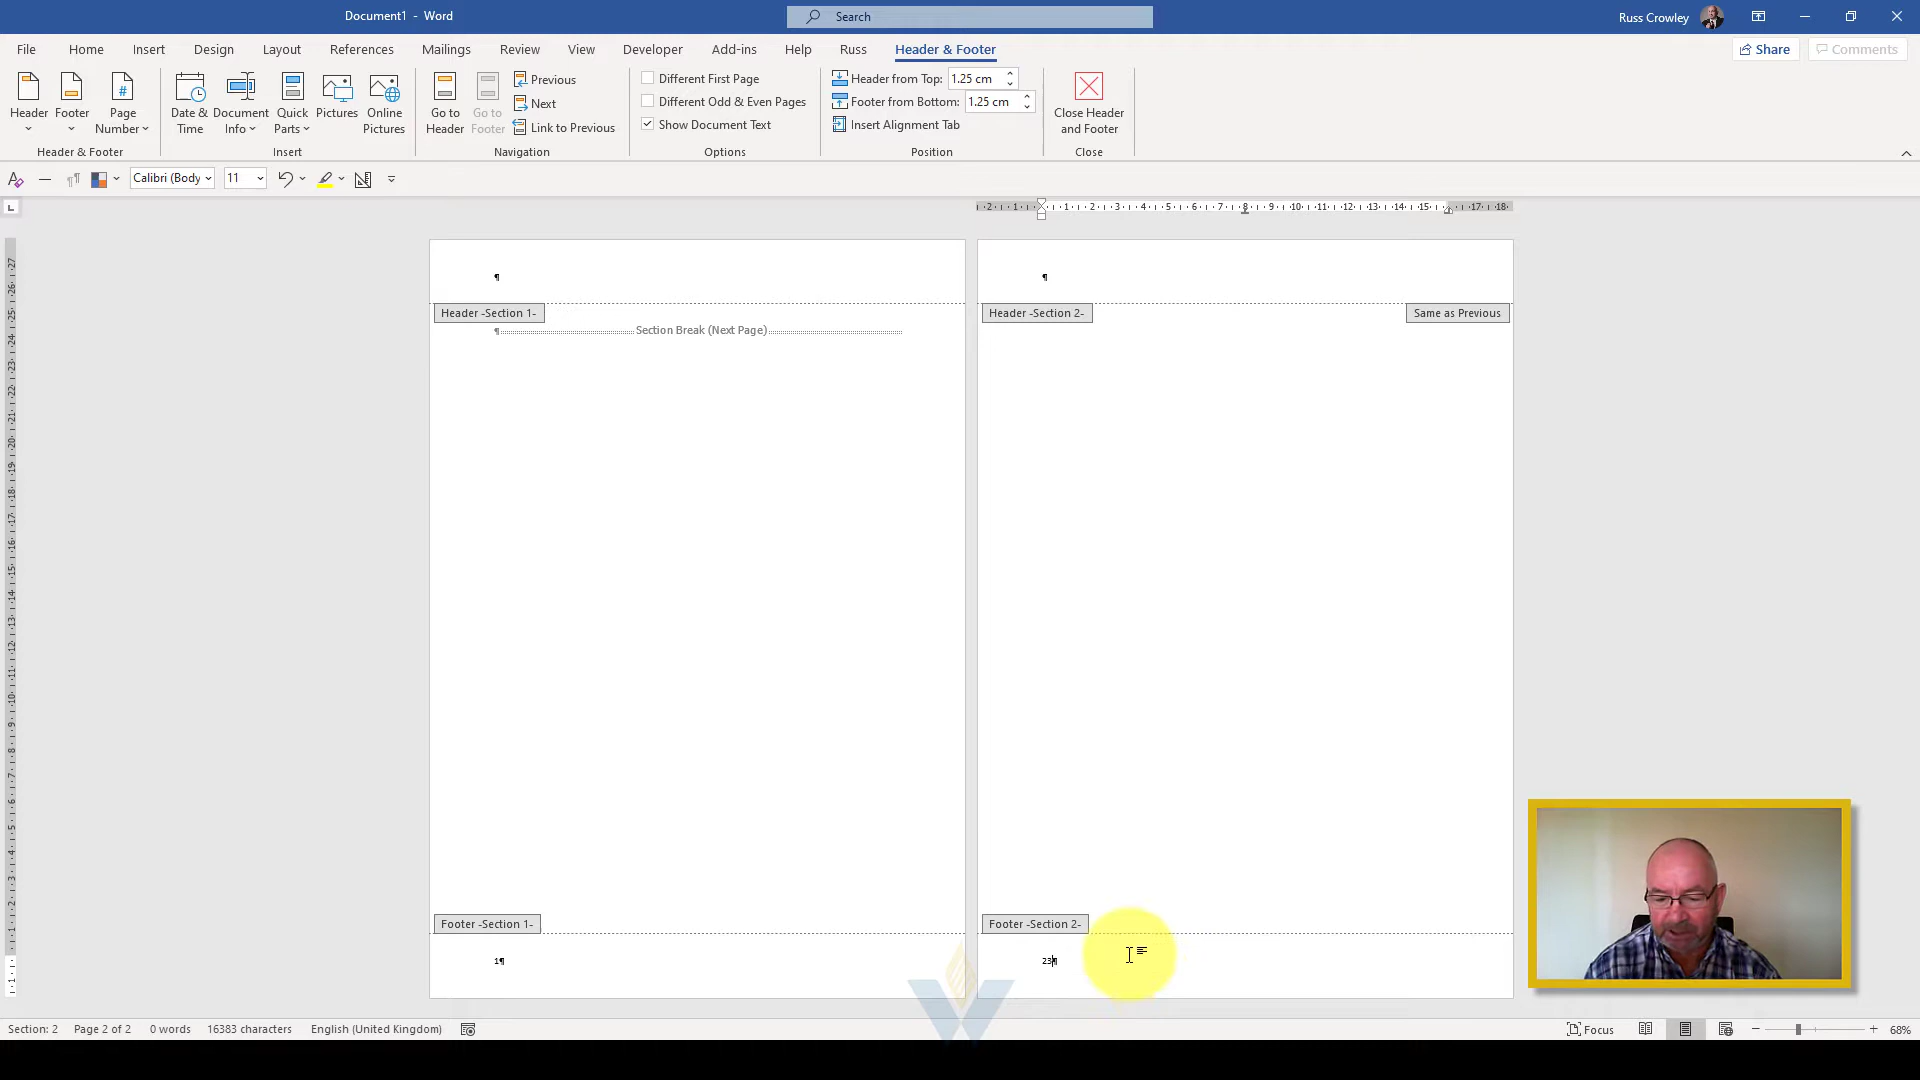 Document1 - Word
Search
Russ Crowley
File Home Insert Design Layout References Mailings Review View Developer Add-ins Help Russ Header & Footer
Share
Comments
Header
Footer
Page Number
Header & Footer
Date & Time
Document Info
Quick Parts
Pictures
Online Pictures
Insert
Go to Header
Go to Footer
Previous
Next
Link to Previous
Navigation
Different First Page
Different Odd & Even Pages
Show Document Text
Options
Header from Top: 1.25 cm
Footer from Bottom: 1.25 cm
Insert Alignment Tab
Position
Close Header and Footer
Close
Calibri (Body 11
¶
Header -Section 1-
¶ Section Break (Next Page)
Footer -Section 1-
1¶
¶
Header -Section 2-
Same as Previous
Footer -Section 2-
23¶
Section: 2 Page 2 of 2 0 words 16383 characters English (United Kingdom)
Focus
68%